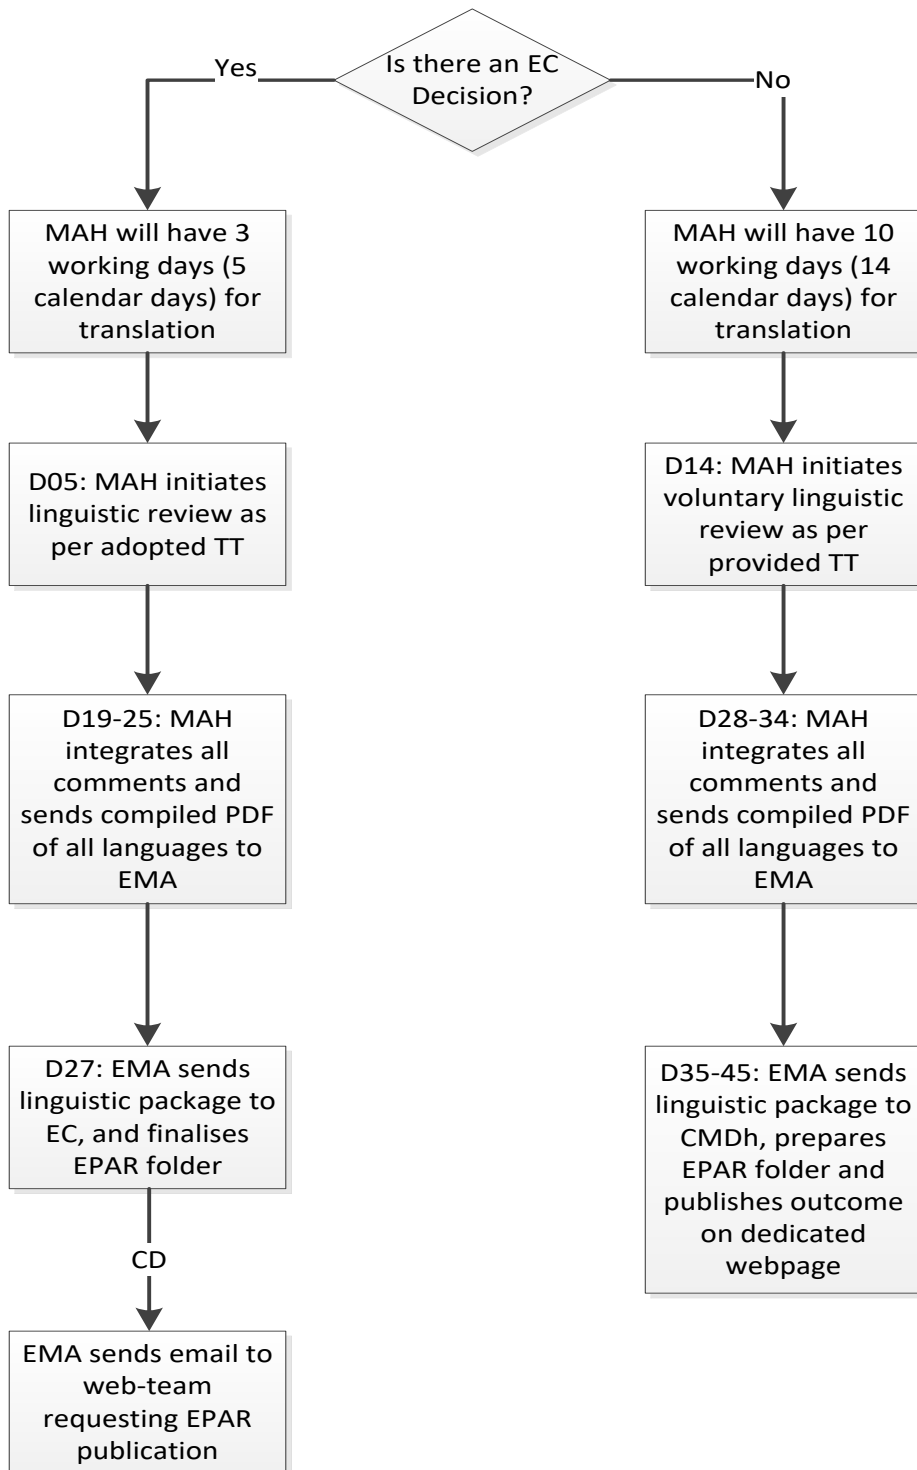 Is there an EC
Decision?
Yes
No
MAH will have 3
working days (5
calendar days) for
translation
MAH will have 10
working days (14
calendar days) for
translation
D05: MAH initiates
linguistic review as
per adopted TT
D14: MAH initiates
voluntary linguistic
review as per
provided TT
D19-25: MAH
integrates all
comments and
sends compiled PDF
of all languages to
EMA
D28-34: MAH
integrates all
comments and
sends compiled PDF
of all languages to
EMA
D27: EMA sends
linguistic package to
EC, and finalises
EPAR folder
D35-45: EMA sends
linguistic package to
CMDh, prepares
EPAR folder and
publishes outcome
on dedicated
webpage
CD
EMA sends email to
web-team
requesting EPAR
publication